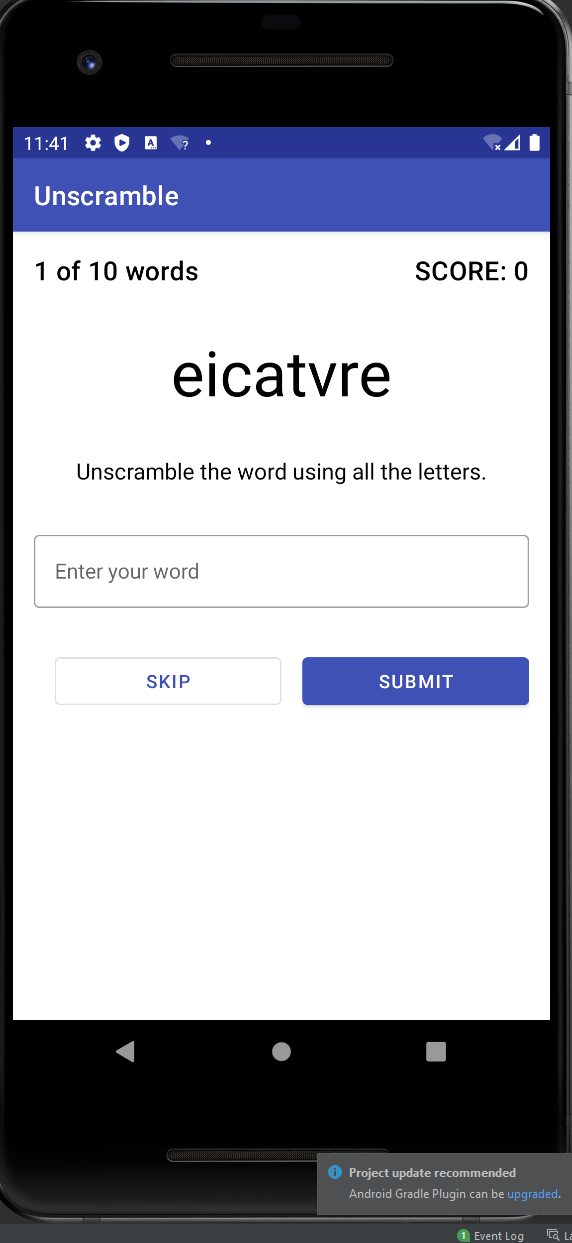 11:41
Unscramble
1 of 10 words
SCORE: 0
eicatvre
Unscramble the word using all the letters.
Enter your word
SKIP
SUBMIT
Project update recommended
Android Gradle Plugin can be upgraded.
1 Event Log